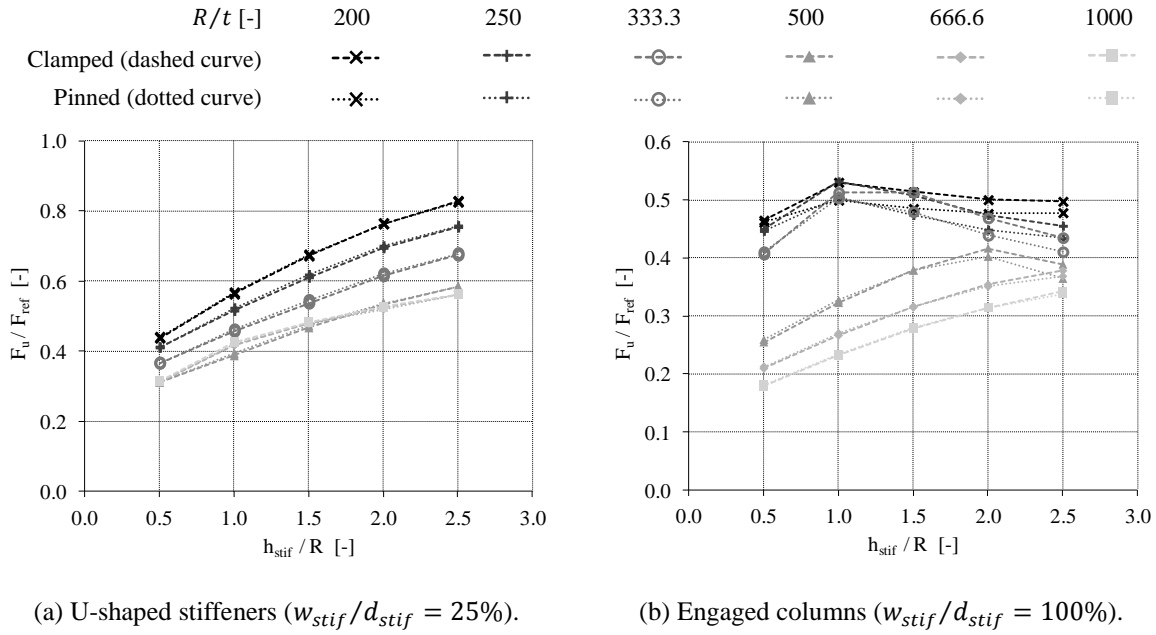 R/t [-] 200 250 333.3 500 666.6 1000
Clamped (dashed curve)
Pinned (dotted curve)
1.0
0.8
0.6
0.4
0.2
0.0
F_u / F_ref [-]
0.0 0.5 1.0 1.5 2.0 2.5 3.0
h_stif / R [-]
0.6
0.5
0.4
0.3
0.2
0.1
0.0
F_u / F_ref [-]
0.0 0.5 1.0 1.5 2.0 2.5 3.0
h_stif / R [-]
(a) U-shaped stiffeners (w_stif/d_stif = 25%).
(b) Engaged columns (w_stif/d_stif = 100%).